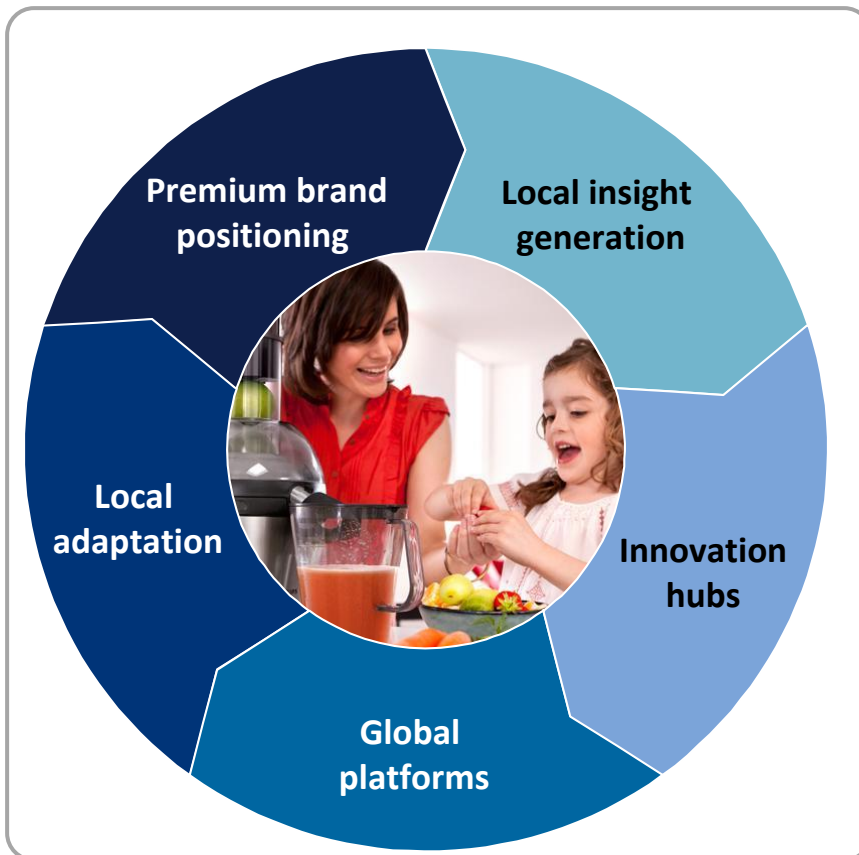 Premium brand
positioning
Local insight
generation
Innovation
hubs
Global
platforms
Local
adaptation